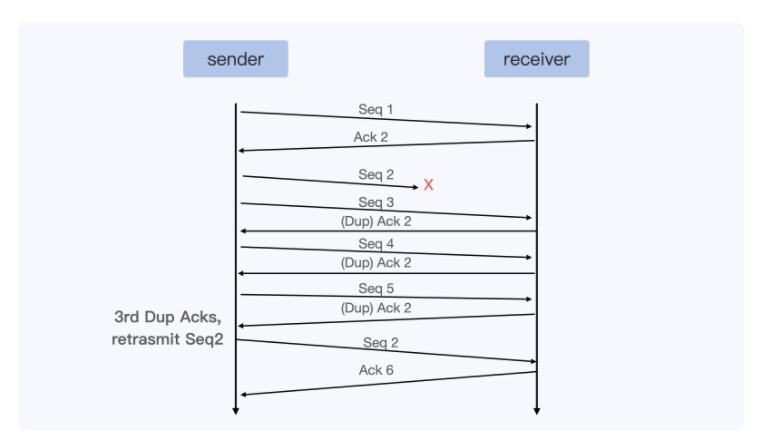 sender
receiver
Seq 1
Ack 2
Seq 2
X
Seq 3
(Dup) Ack 2
Seq 4
(Dup) Ack 2
Seq 5
(Dup) Ack 2
3rd Dup Acks,
retrasmit Seq2
Seq 2
Ack 6